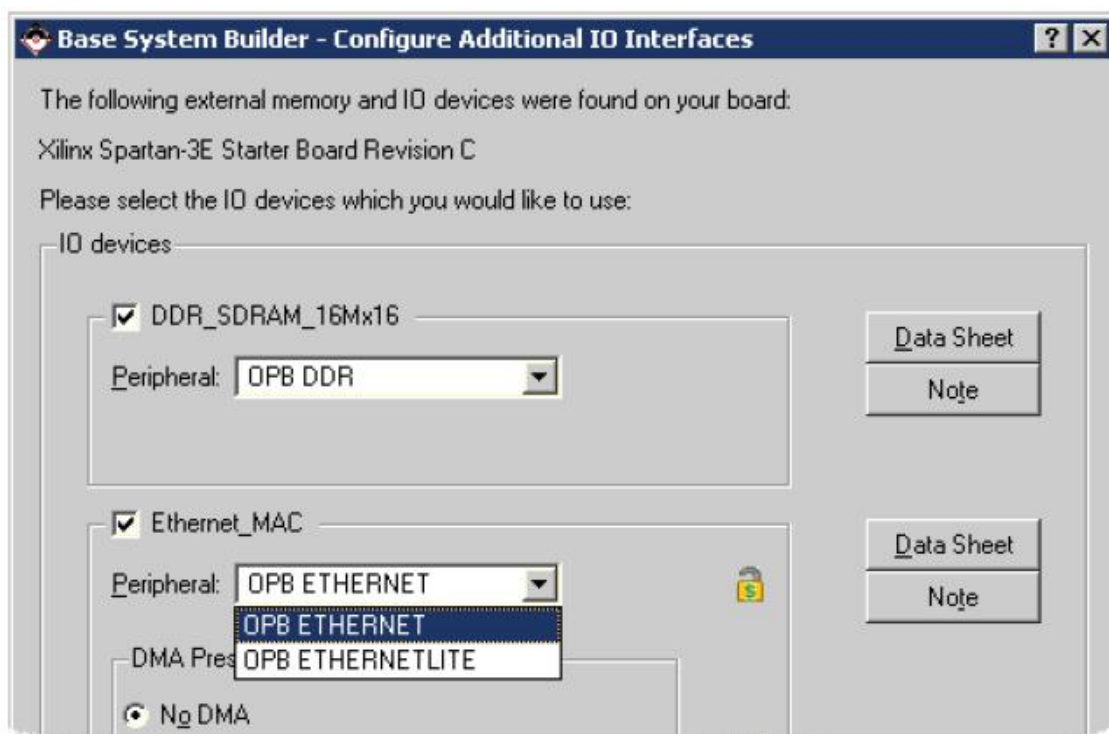 Base System Builder - Configure Additional IO Interfaces
The following external memory and IO devices were found on your board:
Xilinx Spartan-3E Starter Board Revision C
Please select the IO devices which you would like to use:
IO devices
DDR_SDRAM_16Mx16
Data Sheet
Peripheral: OPB DDR
Note
Ethernet_MAC
Data Sheet
Peripheral: OPB ETHERNET
Note
OPB ETHERNET
OPB ETHERNETLITE
DMA Pres
No DMA